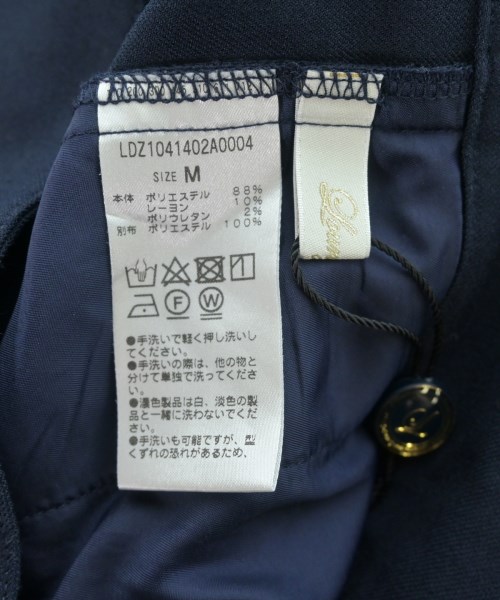 LDZ1041402A0004
SIZE M
本体 ポリエステル 88%
レーヨン 10%
ポリウレタン 2%
別布 ポリエステル 100%
F W
●手洗いで軽く押し洗いし
てください。
●手洗いの際は、他の物と
分けて単独で洗ってくださ
い。
●濃色製品は白、淡色の製
品と一緒に洗わないでくだ
さい。
●手洗いも可能ですが、型
くずれの恐れがあるため、